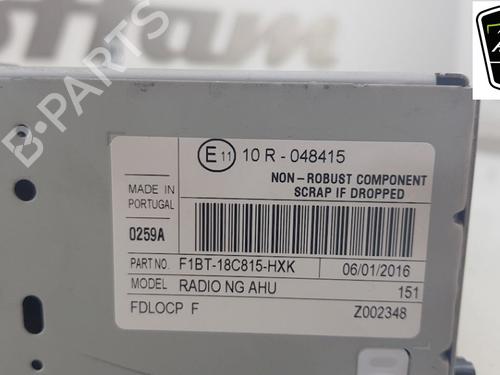 B-PARTS
E 11 10 R - 048415
NON-ROBUST COMPONENT
SCRAP IF DROPPED
MADE IN
PORTUGAL
0259A
PART NO. F1BT-18C815-HXK 06/01/2016
MODEL RADIO NG AHU 151
FDLOCP F Z002348